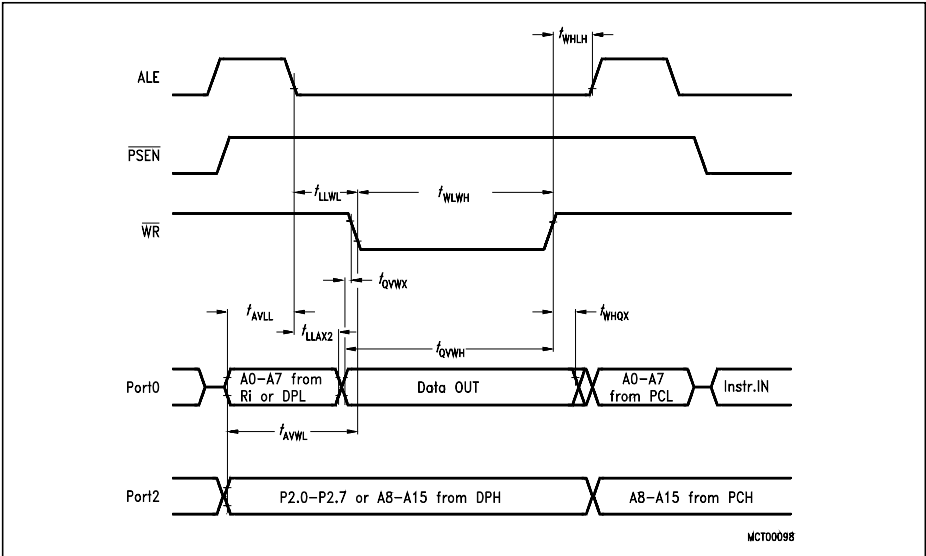 tWHLH
ALE
PSEN
tLLWL
tWLWH
WR
tQVWX
tAVLL
tWHQX
tLLAX2
tQVWH
Port0
A0-A7 from
Ri or DPL
Data OUT
A0-A7
from PCL
Instr.IN
tAVWL
Port2
P2.0-P2.7 or A8-A15 from DPH
A8-A15 from PCH
MCT00098